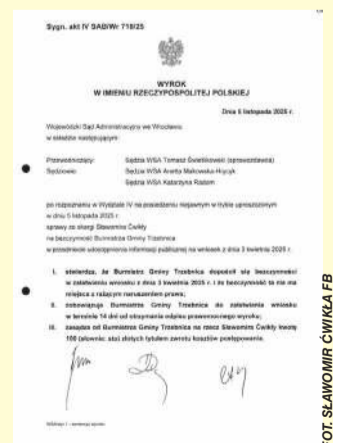 Sygn. akt IV SAB/Wr 718/25
WYROK
W IMIENIU RZECZYPOSPOLITEJ POLSKIEJ
Dnia 5 listopada 2025 r.
Wojewódzki Sąd Administracyjny we Wrocławiu
w składzie następującym:
Przewodniczący: Sędzia WSA Tomasz Świetlikowski (sprawozdawca)
Sędziowie: Sędzia WSA Aneta Makowska-Hrycyk
Sędzia WSA Katarzyna Radom
po rozpoznaniu w Wydziale IV na posiedzeniu niejawnym w trybie uproszczonym
w dniu 5 listopada 2025 r.
sprawy ze skargi Sławomira Ćwikły
na bezczynność Burmistrza Gminy Trzebnica
w przedmiocie udostępnienia informacji publicznej na wniosek z dnia 3 kwietnia 2025 r.
I. stwierdza, że Burmistrz Gminy Trzebnica dopuścił się bezczynności
w załatwieniu wniosku z dnia 3 kwietnia 2025 r. i że bezczynność ta nie ma
miejsca z rażącym naruszeniem prawa;
II. zobowiązuje Burmistrza Gminy Trzebnica do załatwienia wniosku
w terminie 14 dni od otrzymania odpisu prawomocnego wyroku;
III. zasądza od Burmistrza Gminy Trzebnica na rzecz Sławomira Ćwikły kwotę
100 (słownie: sto) złotych tytułem zwrotu kosztów postępowania.
FOT. SŁAWOMIR ĆWIKŁA FB